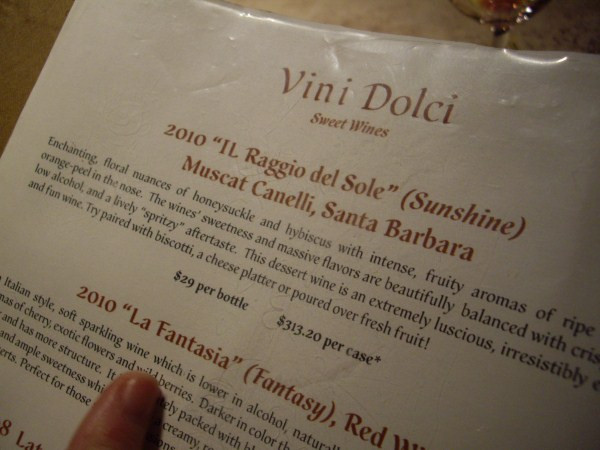 Vini Dolci
Sweet Wines
2010 "IL Raggio del Sole" (Sunshine)
Muscat Canelli, Santa Barbara
Enchanting, floral nuances of honeysuckle and hybiscus with intense, fruity aromas of ripe
orange-peel in the nose. The wines' sweetness and massive flavors are beautifully balanced with
low alcohol, and a lively "spritzy" aftertaste. This dessert wine is an extremely luscious, irresistibly
and fun wine. Try paired with biscotti, a cheese platter or poured over fresh fruit!
$29 per bottle $313.20 per case*
2010 "La Fantasia" (Fantasy), Red
Italian style, soft sparkling wine which is lower in alcohol,
of cherry, exotic flowers and wild berries. Darker in color
and has more structure.
and ample sweetness packed with
Perfect for those creamy,